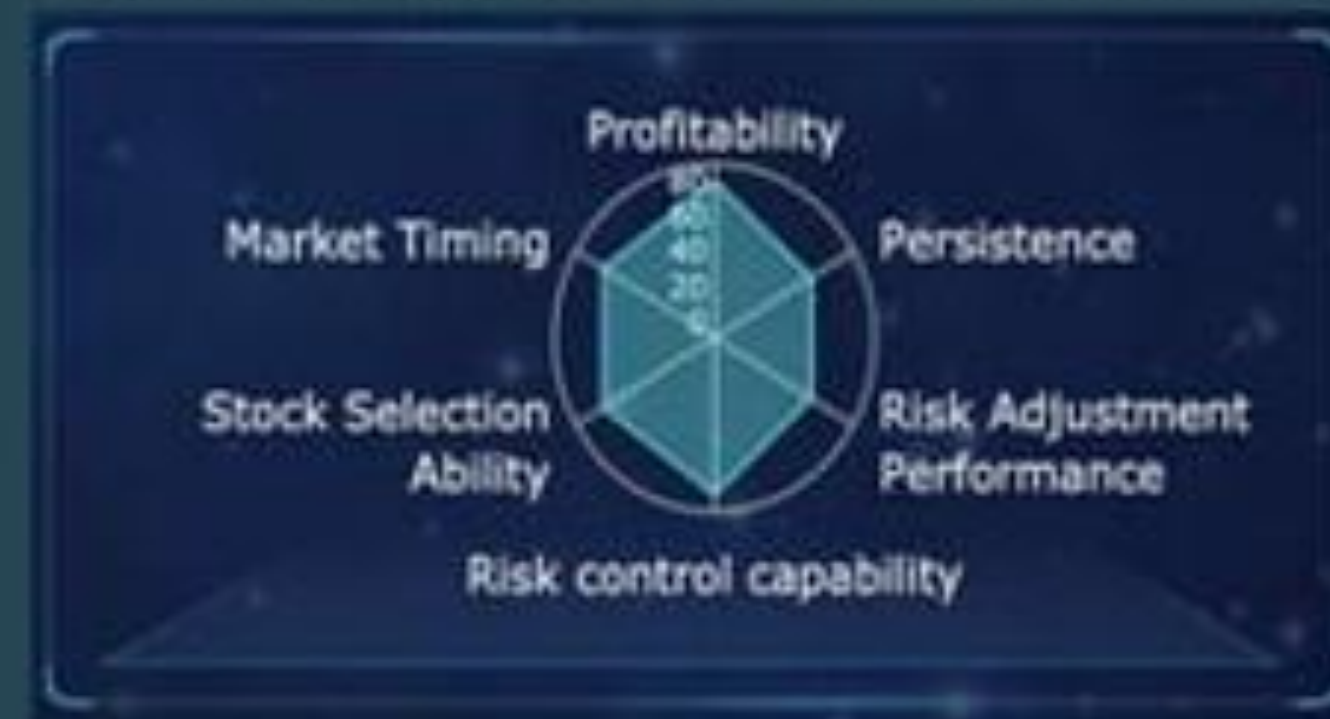 Profitability
80
60
40
20
0
Market Timing
Persistence
Stock Selection
Ability
Risk Adjustment
Performance
Risk control capability